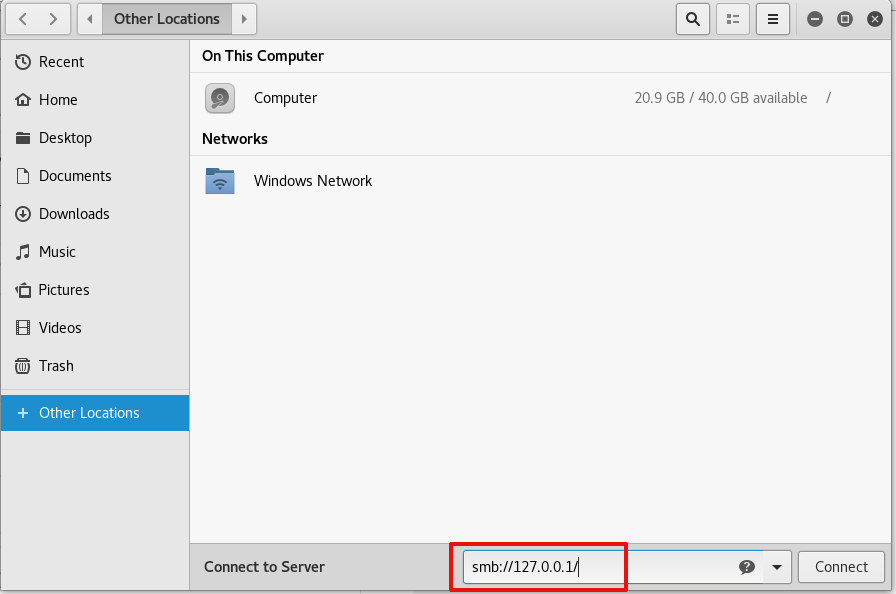 Other Locations
Recent
Home
Desktop
Documents
Downloads
Music
Pictures
Videos
Trash
+ Other Locations
On This Computer
Computer 20.9 GB / 40.0 GB available /
Networks
Windows Network
Connect to Server smb://127.0.0.1/ ? Connect